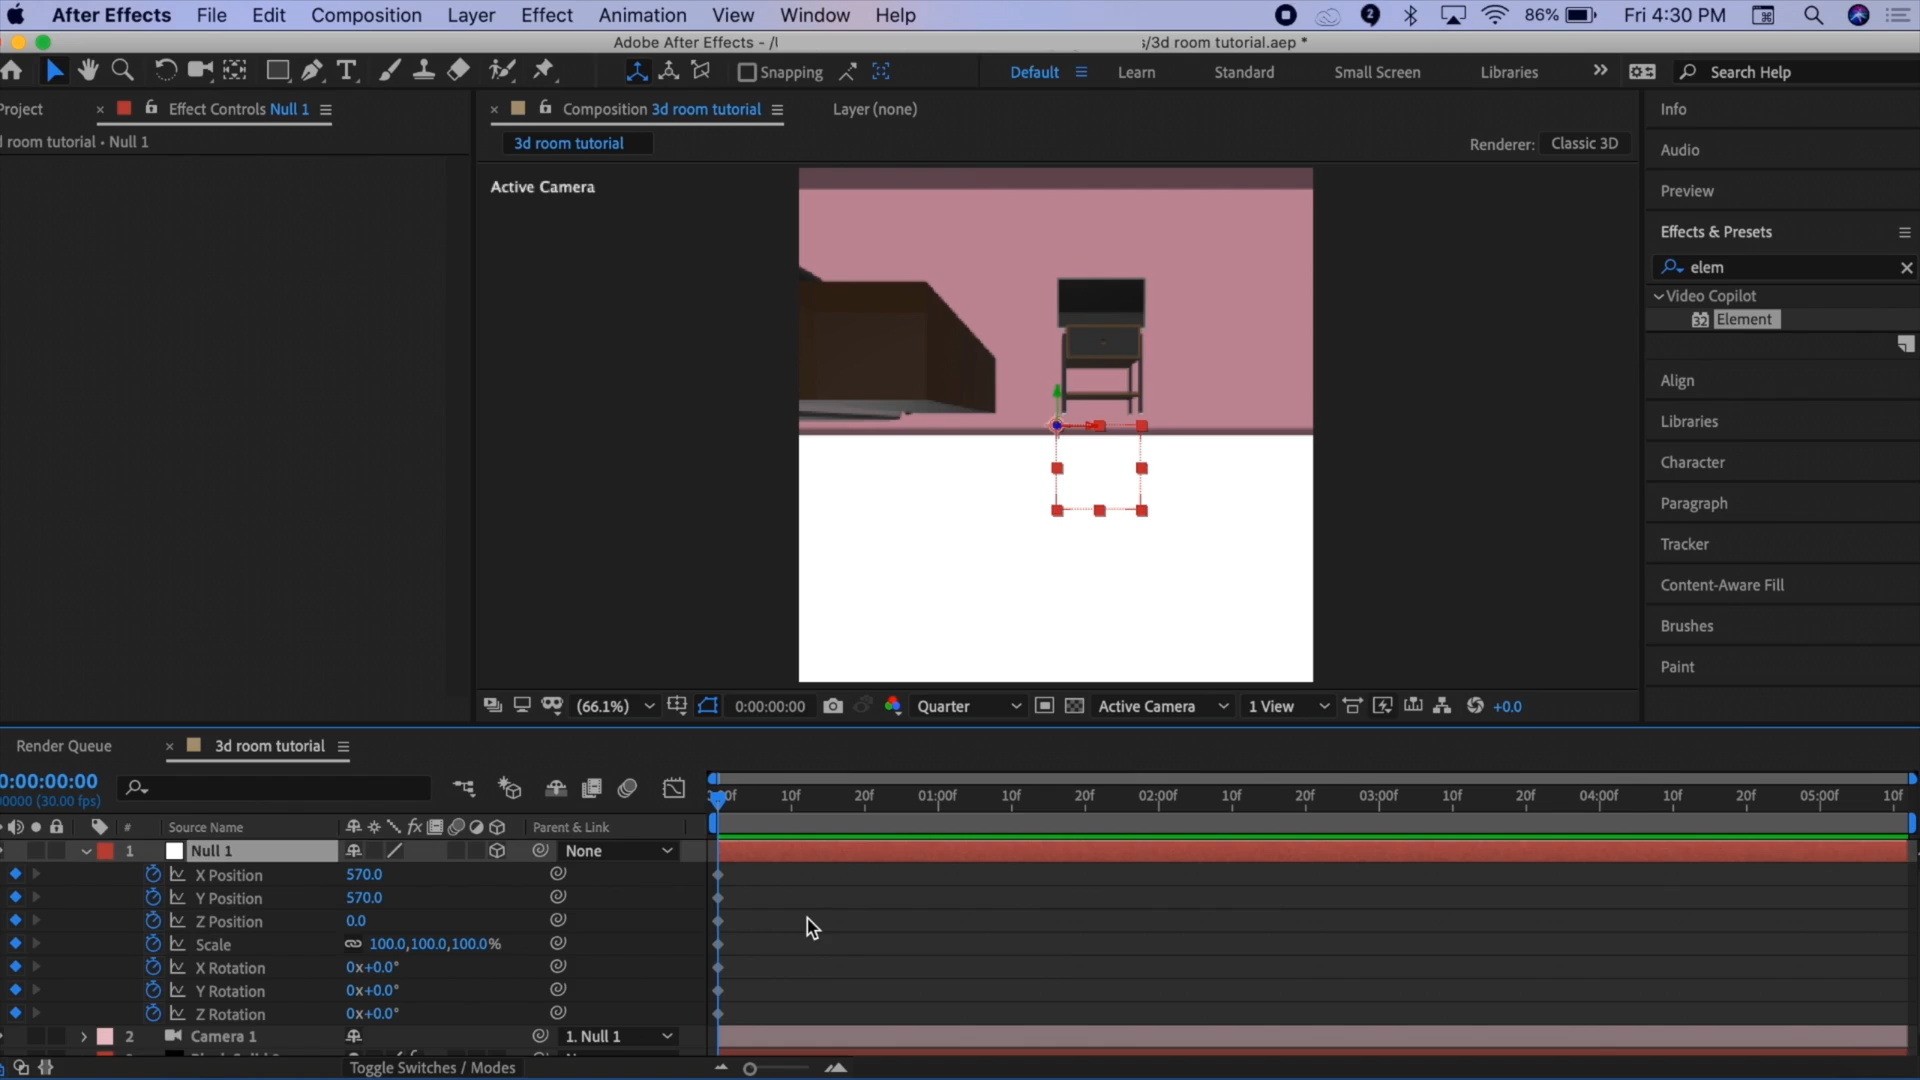 After Effects File Edit Composition Layer Effect Animation View Window Help 2 86% Fri 4:30 PM
Adobe After Effects - /
/3d room tutorial.aep *
Snapping Default Learn Standard Small Screen Libraries Search Help
roject
Effect Controls Null 1
Composition 3d room tutorial
Layer (none)
Info
room tutorial • Null 1
3d room tutorial
Renderer: Classic 3D
Audio
Active Camera
Preview
Effects & Presets
elem
Video Copilot
32 Element
Align
Libraries
Character
Paragraph
Tracker
Content-Aware Fill
Brushes
Paint
(66.1%) 0:00:00:00 Quarter Active Camera 1 View +0.0
Render Queue
3d room tutorial
0:00:00:00
00000 (30.00 fps)
10f 20f 01:00f 10f 20f 02:00f 10f 20f 03:00f 10f 20f 04:00f 10f 20f 05:00f 10f
# Source Name fx Parent & Link
1 Null 1 None
X Position 570.0
Y Position 570.0
Z Position 0.0
Scale 100.0,100.0,100.0%
X Rotation 0x+0.0°
Y Rotation 0x+0.0°
Z Rotation 0x+0.0°
2 Camera 1 1. Null 1
Toggle Switches / Modes